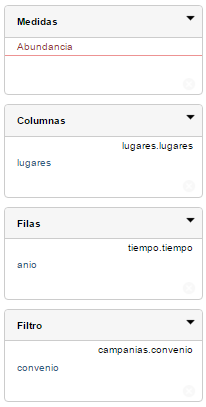 Medidas
Abundancia
Columnas
lugares.lugares
lugares
Filas
tiempo.tiempo
anio
Filtro
campanias.convenio
convenio